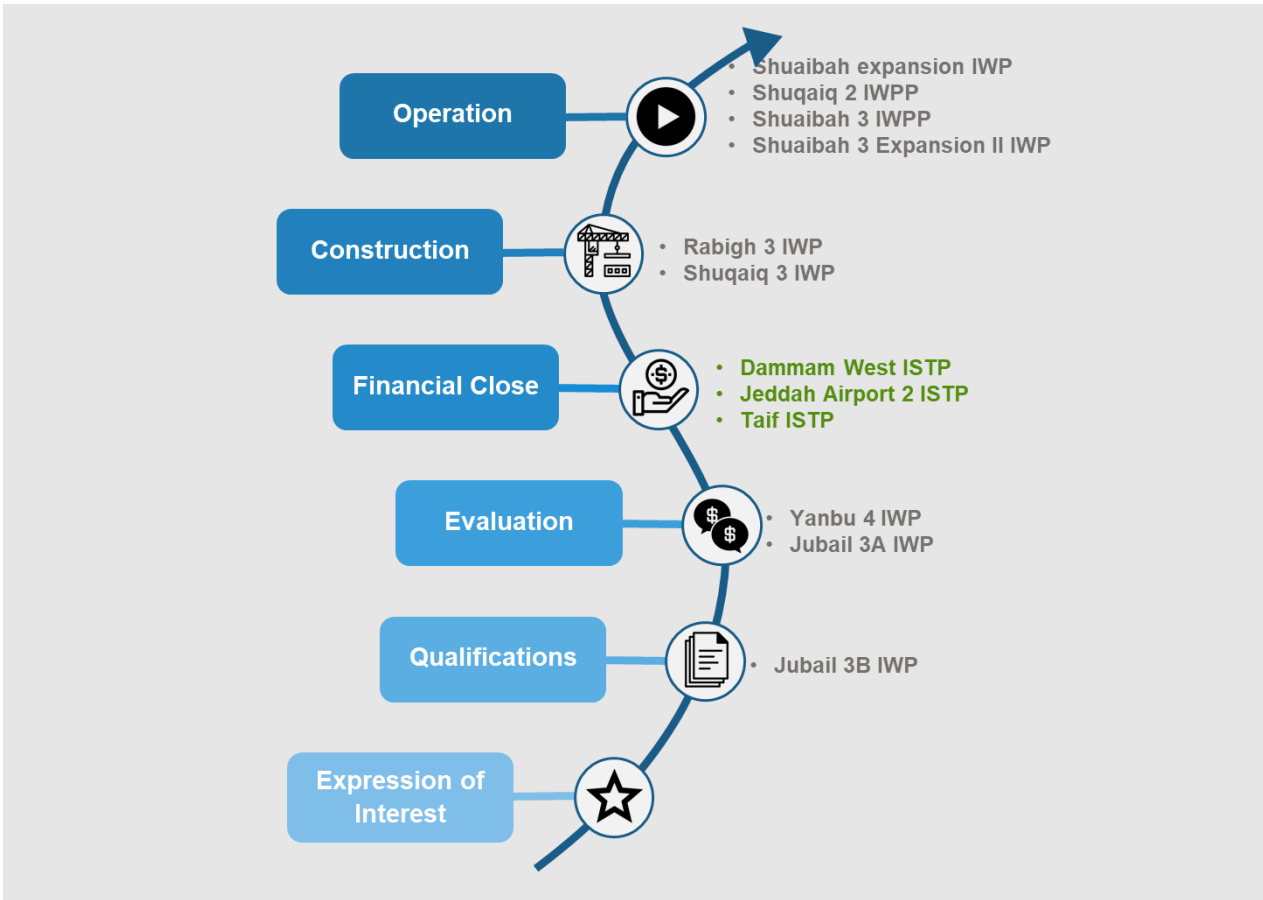 Operation
• Shuaibah expansion IWP
• Shuqaiq 2 IWPP
• Shuaibah 3 IWPP
• Shuaibah 3 Expansion II IWP
Construction
• Rabigh 3 IWP
• Shuqaiq 3 IWP
Financial Close
• Dammam West ISTP
• Jeddah Airport 2 ISTP
• Taif ISTP
Evaluation
• Yanbu 4 IWP
• Jubail 3A IWP
Qualifications
• Jubail 3B IWP
Expression of
Interest